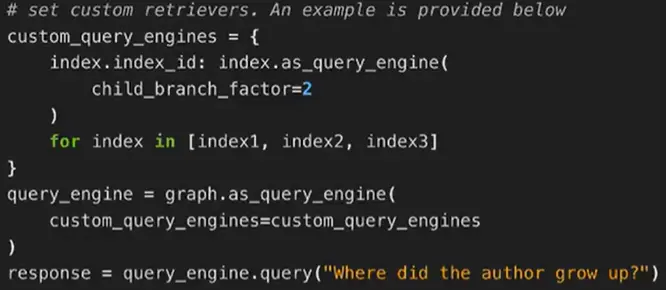 # set custom retrievers. An example is provided below
custom_query_engines = {
    index.index_id: index.as_query_engine(
        child_branch_factor=2
    )
    for index in [index1, index2, index3]
}
query_engine = graph.as_query_engine(
    custom_query_engines=custom_query_engines
)
response = query_engine.query("Where did the author grow up?")